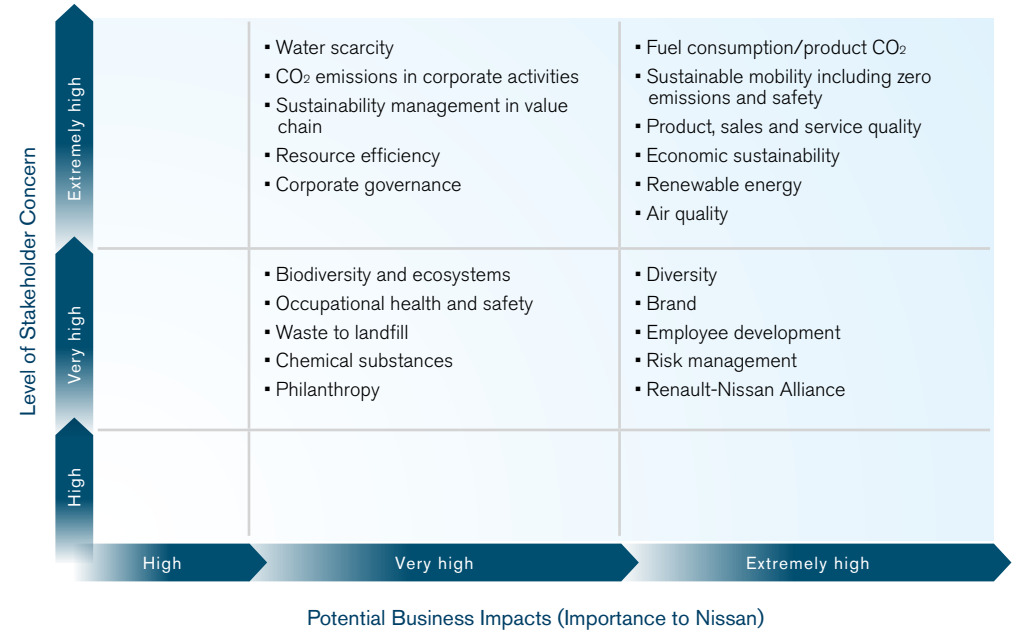 Level of Stakeholder Concern
Extremely high
Very high
High
▪ Water scarcity
▪ CO₂ emissions in corporate activities
▪ Sustainability management in value
chain
▪ Resource efficiency
▪ Corporate governance
▪ Fuel consumption/product CO₂
▪ Sustainable mobility including zero
emissions and safety
▪ Product, sales and service quality
▪ Economic sustainability
▪ Renewable energy
▪ Air quality
▪ Biodiversity and ecosystems
▪ Occupational health and safety
▪ Waste to landfill
▪ Chemical substances
▪ Philanthropy
▪ Diversity
▪ Brand
▪ Employee development
▪ Risk management
▪ Renault-Nissan Alliance
High
Very high
Extremely high
Potential Business Impacts (Importance to Nissan)